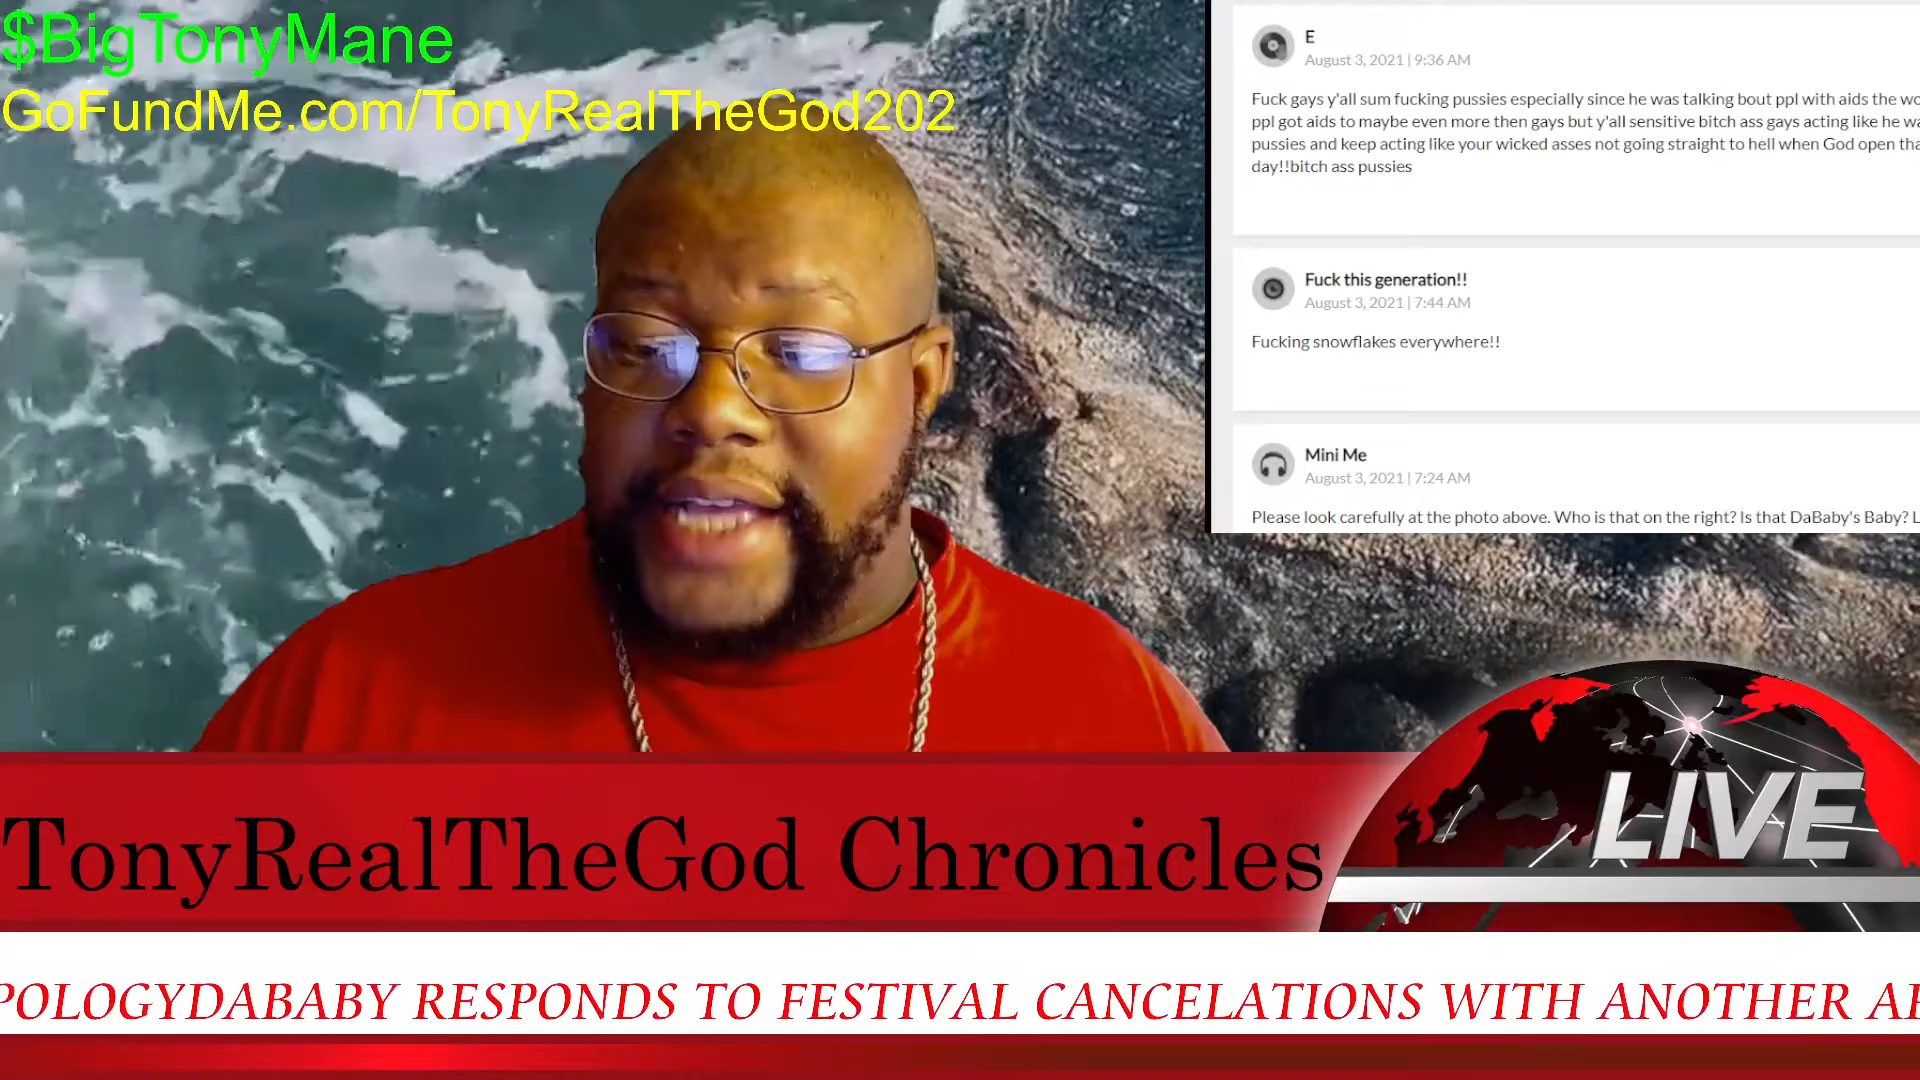 $BigTonyMane
GoFundMe.com/TonyRealTheGod202
E
August 3, 2021 | 9:36 AM
Fuck gays y'all sum fucking pussies especially since he was talking bout ppl with aids the
ppl got aids to maybe even more then gays but y'all sensitive bitch ass gays acting like he
pussies and keep acting like your wicked asses not going straight to hell when God open
day!!bitch ass pussies
Fuck this generation!!
August 3, 2021 | 7:44 AM
Fucking snowflakes everywhere!!
Mini Me
August 3, 2021 | 7:24 AM
Please look carefully at the photo above. Who is that on the right? Is that DaBaby's Baby?
LIVE
TonyRealTheGod Chronicles
POLOGYDABABY RESPONDS TO FESTIVAL CANCELATIONS WITH ANOTHER